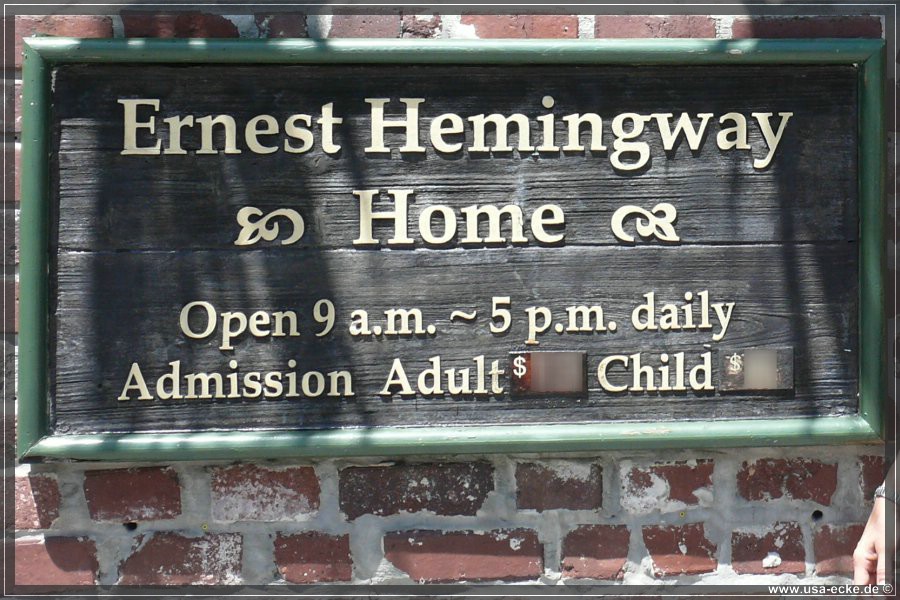 Ernest Hemingway
Home
Open 9 a.m. ~ 5 p.m. daily
Admission Adult $ Child $
www.usa-ecke.de ©